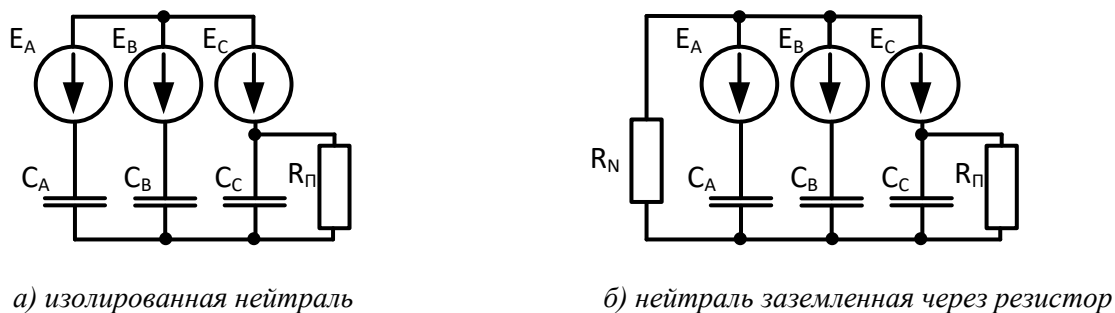 E_A E_B E_C
C_A C_B C_C R_П
а) изолированная нейтраль
E_A E_B E_C
R_N C_A C_B C_C R_П
б) нейтраль заземленная через резистор